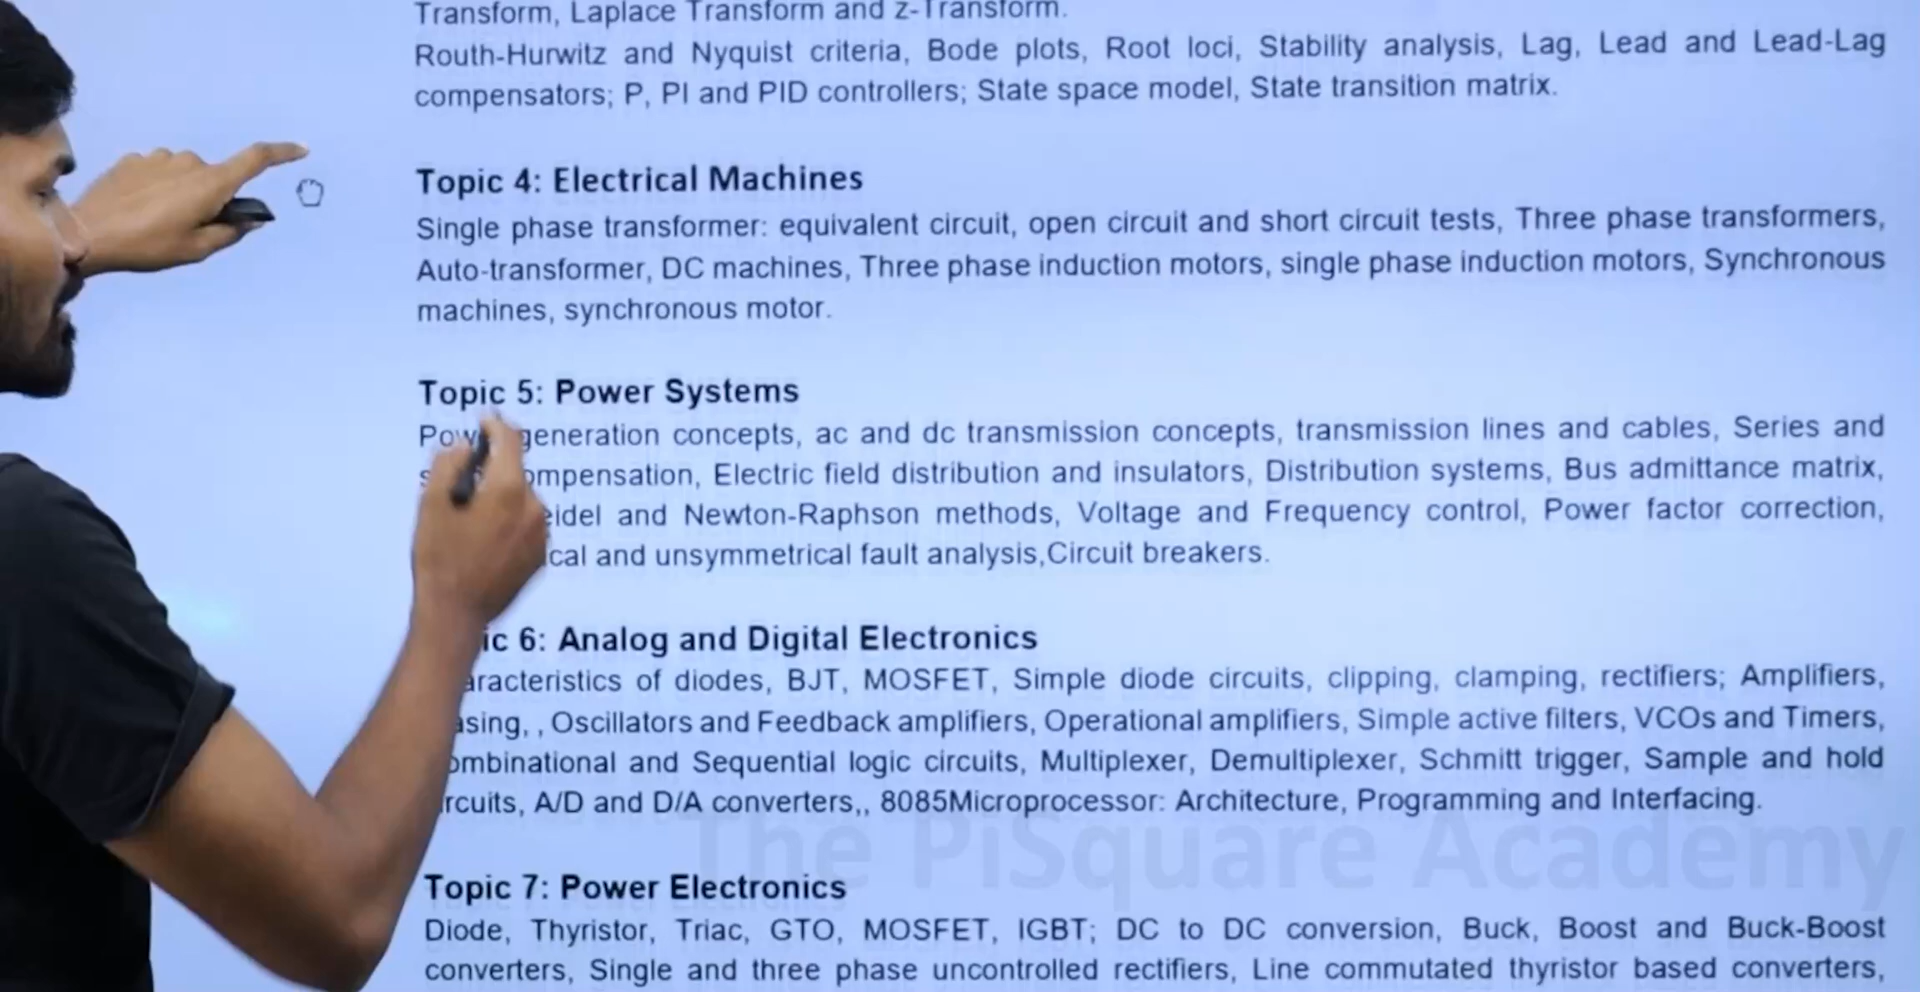 Transform, Laplace Transform and z-Transform.
Routh-Hurwitz and Nyquist criteria, Bode plots, Root loci, Stability analysis, Lag, Lead and Lead-Lag
compensators; P, PI and PID controllers; State space model, State transition matrix.
Topic 4: Electrical Machines
Single phase transformer: equivalent circuit, open circuit and short circuit tests, Three phase transformers,
Auto-transformer, DC machines, Three phase induction motors, single phase induction motors, Synchronous
machines, synchronous motor.
Topic 5: Power Systems
generation concepts, ac and dc transmission concepts, transmission lines and cables, Series and
ompensation, Electric field distribution and insulators, Distribution systems, Bus admittance matrix,
eidel and Newton-Raphson methods, Voltage and Frequency control, Power factor correction,
cal and unsymmetrical fault analysis,Circuit breakers.
ic 6: Analog and Digital Electronics
aracteristics of diodes, BJT, MOSFET, Simple diode circuits, clipping, clamping, rectifiers; Amplifiers,
asing, , Oscillators and Feedback amplifiers, Operational amplifiers, Simple active filters, VCOs and Timers,
ombinational and Sequential logic circuits, Multiplexer, Demultiplexer, Schmitt trigger, Sample and hold
rcuits, A/D and D/A converters,, 8085Microprocessor: Architecture, Programming and Interfacing.
The PiSquare Academy
Topic 7: Power Electronics
Diode, Thyristor, Triac, GTO, MOSFET, IGBT; DC to DC conversion, Buck, Boost and Buck-Boost
converters, Single and three phase uncontrolled rectifiers, Line commutated thyristor based converters,